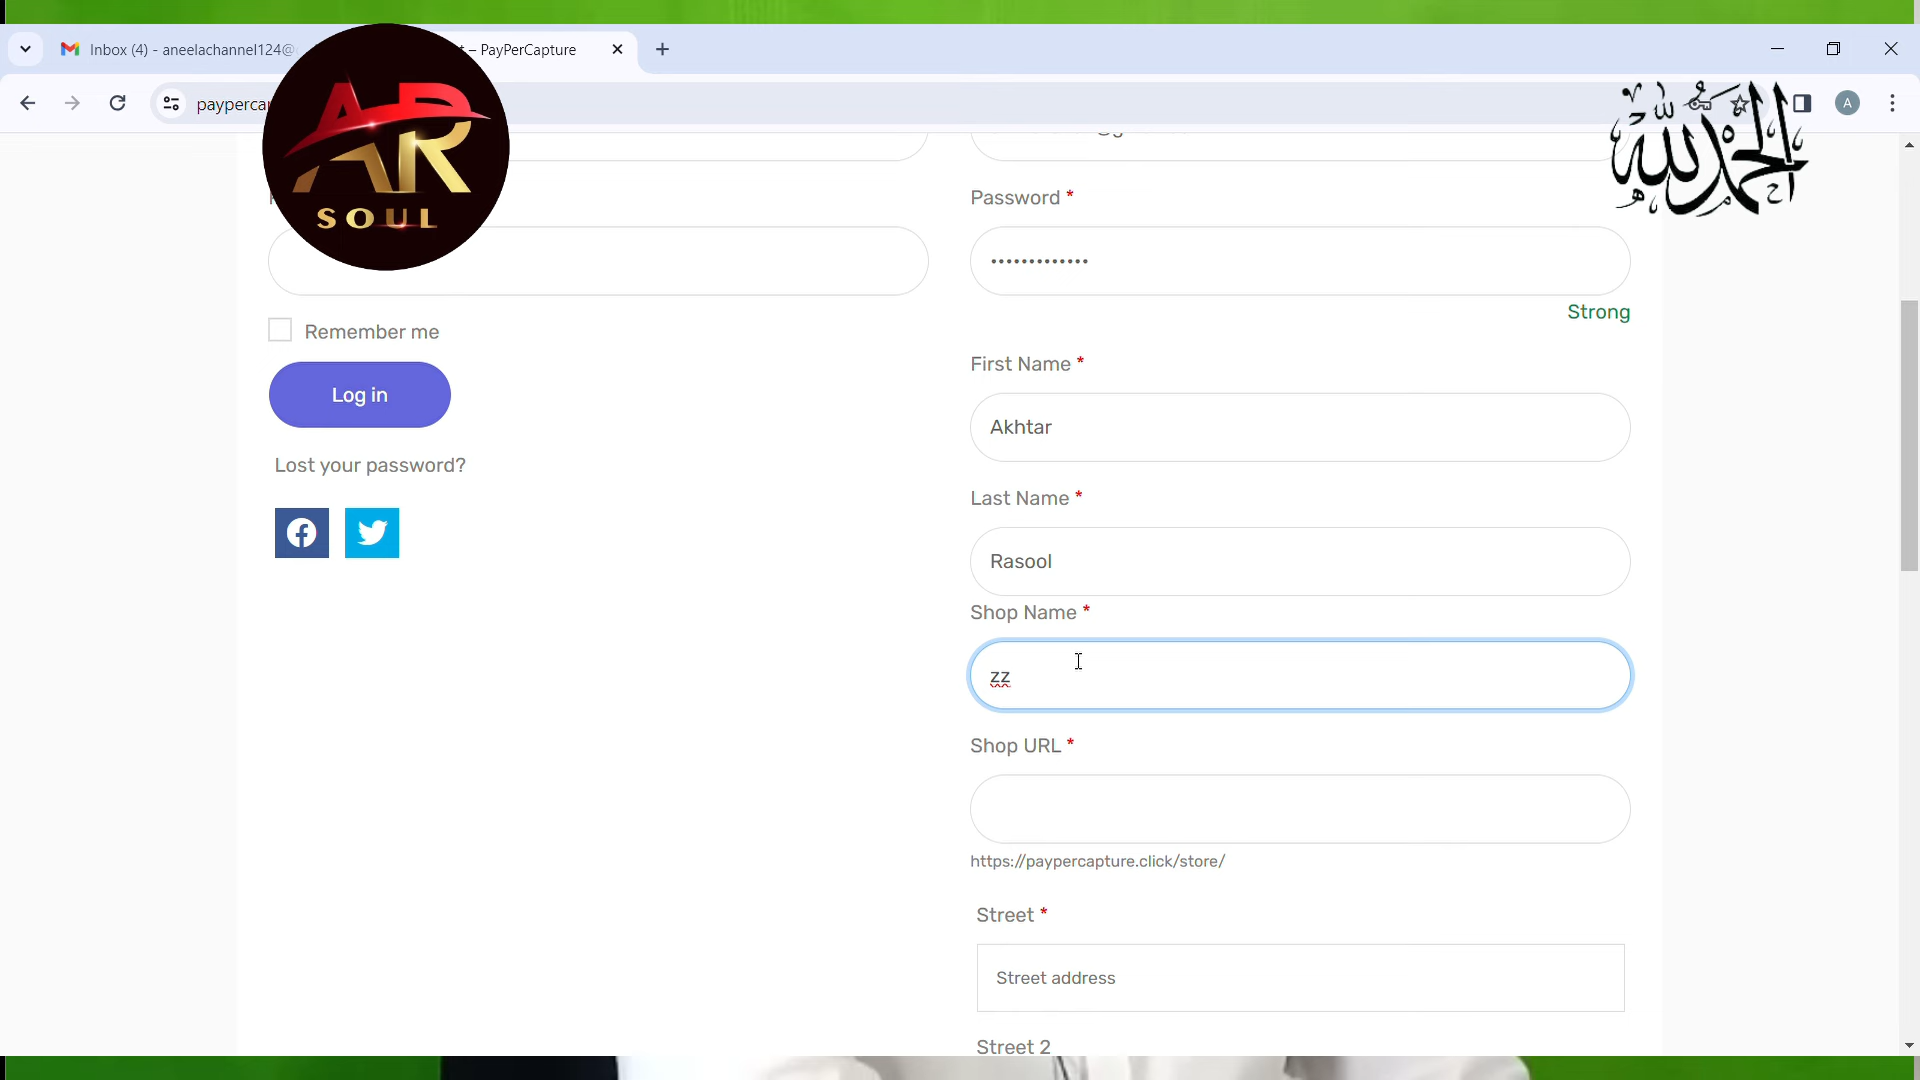 Inbox (4) - aneelachannel124@
– PayPerCapture
A
AR
SOUL
الحمد لله
Password *
•••••••••••••
Strong
Remember me
Log in
Lost your password?
First Name *
Akhtar
Last Name *
Rasool
Shop Name *
zz
Shop URL *
https://paypercapture.click/store/
Street *
Street address
Street 2